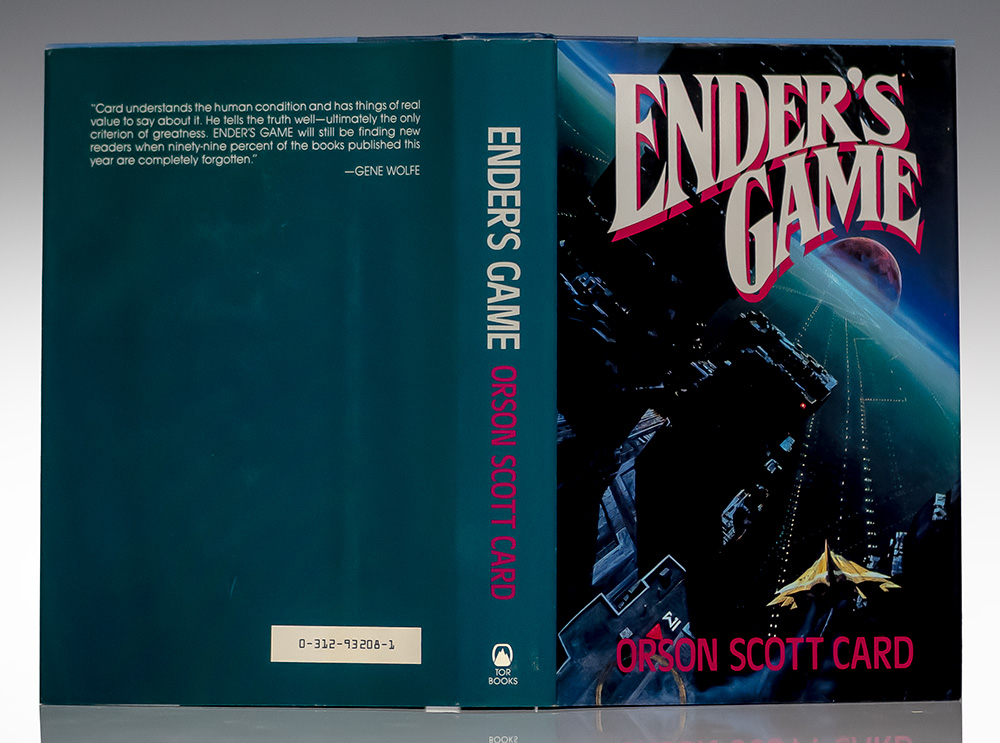 “Card understands the human condition and has things of real
value to say about it. He tells the truth well—ultimately the only
criterion of greatness. ENDER'S GAME will still be finding new
readers when ninety-nine percent of the books published this
year are completely forgotten.”
—GENE WOLFE
0-312-93208-1
ENDER'S GAME ORSON SCOTT CARD
TOR
BOOKS
ENDER'S
GAME
ORSON SCOTT CARD